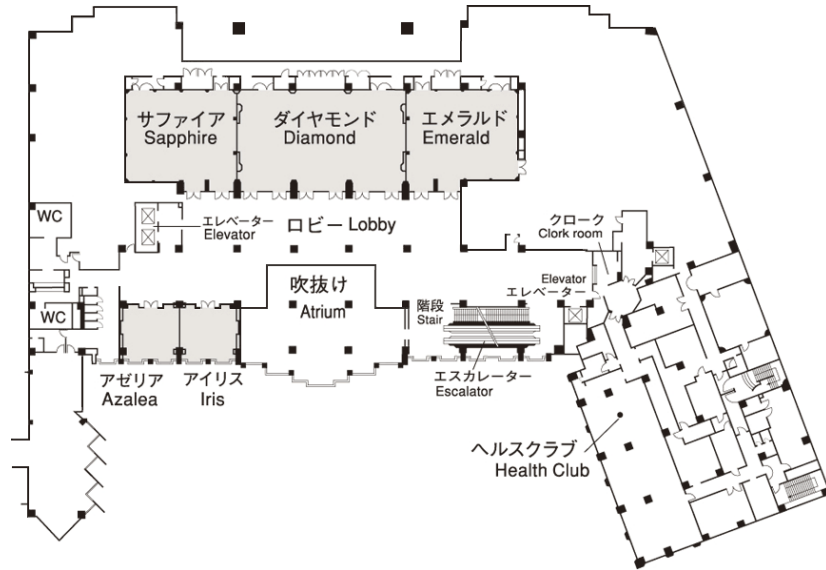 サファイア
Sapphire
ダイヤモンド
Diamond
エメラルド
Emerald
WC
エレベーター
Elevator
ロビー Lobby
クローク
Clork room
吹抜け
Atrium
階段
Stair
Elevator
エレベーター
WC
アゼリア
Azalea
アイリス
Iris
エスカレーター
Escalator
ヘルスクラブ
Health Club